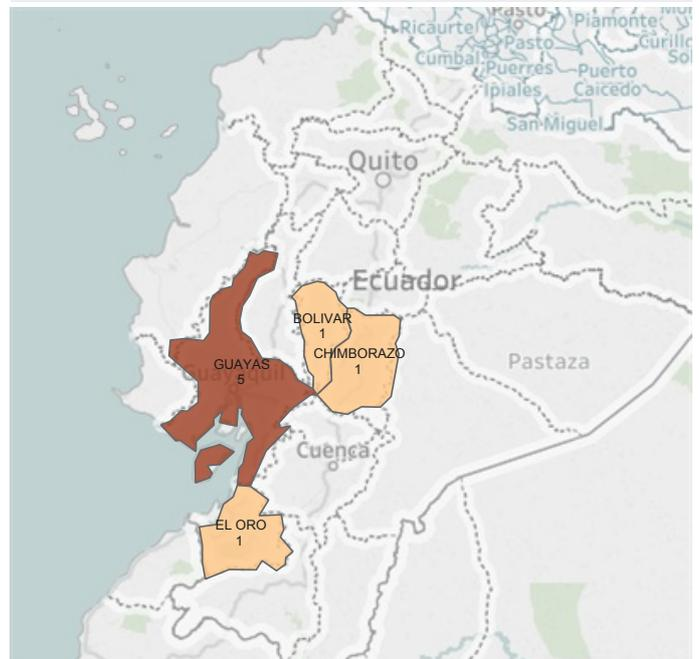 Pasto
Ricaurte
Piamonte
Pasto
Cumbal
Puerres
Puerto
Caicedo
Ipiales
San Miguel
Quito
Ecuador
BOLIVAR
1
CHIMBORAZO
1
GUAYAS
5
Guayaquil
Pastaza
Cuenca
EL ORO
1